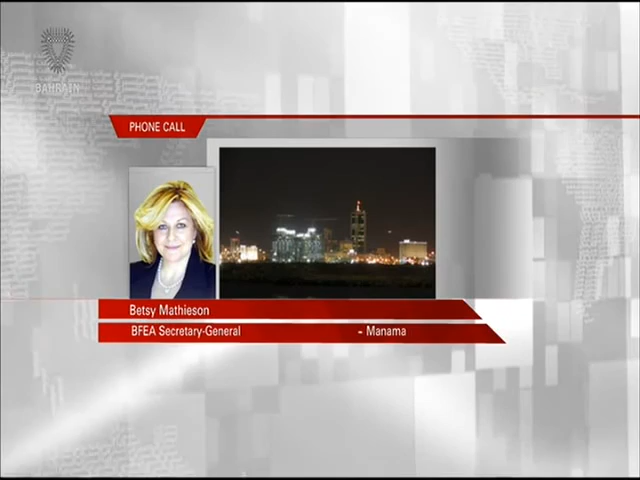 BAHRAIN
PHONE CALL
Betsy Mathieson
BFEA Secretary-General - Manama